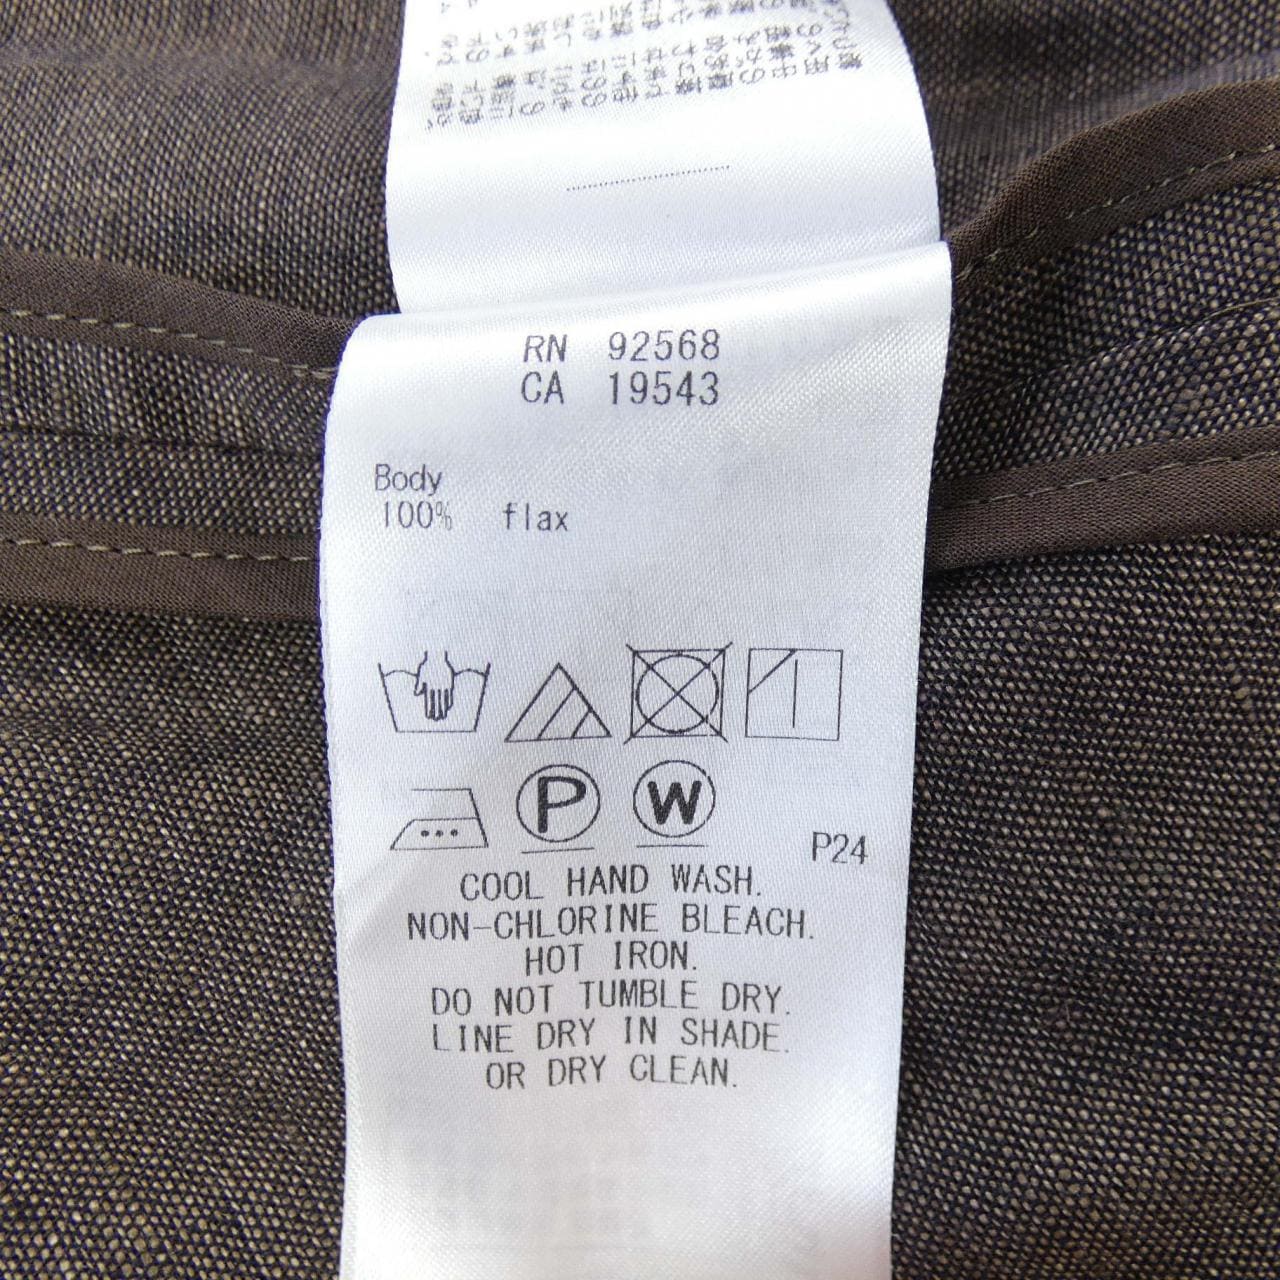 RN 92568
CA 19543
Body
100% flax
P
W
P24
COOL HAND WASH.
NON-CHLORINE BLEACH.
HOT IRON.
DO NOT TUMBLE DRY.
LINE DRY IN SHADE.
OR DRY CLEAN.